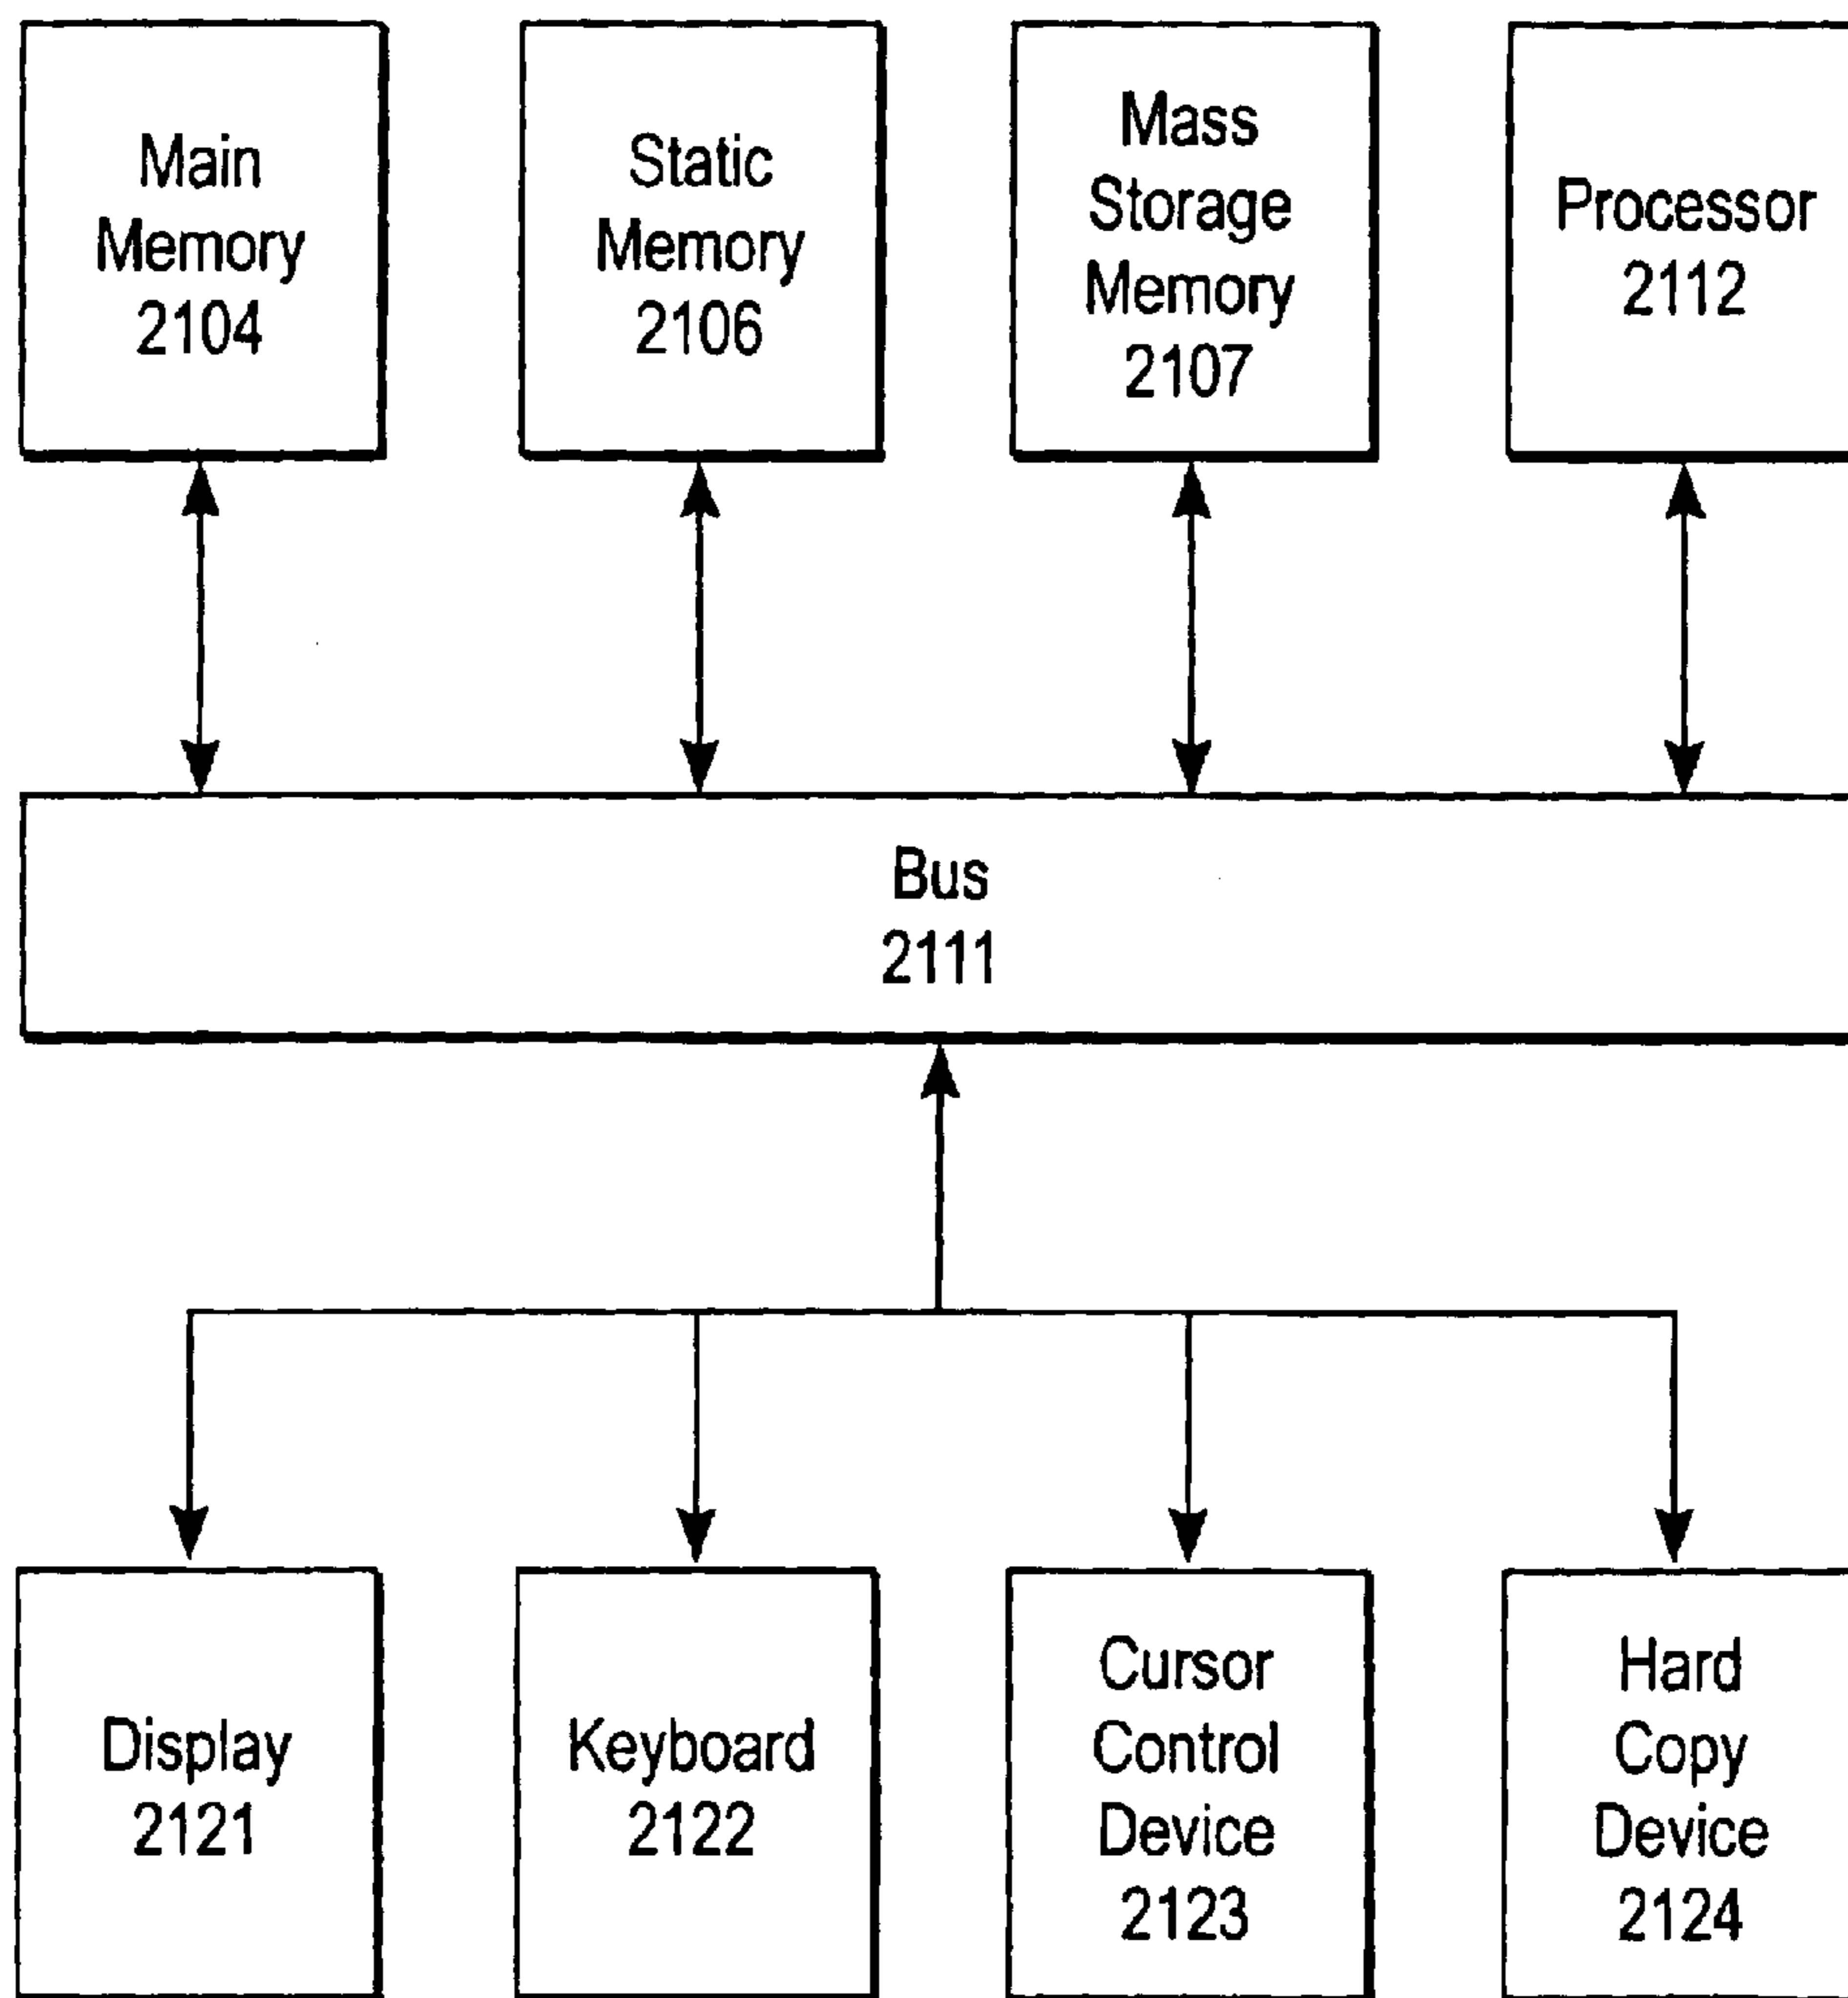 Main
Memory
2104
Static
Memory
2106
Mass
Storage
Memory
2107
Processor
2112
Bus
2111
Display
2121
Keyboard
2122
Cursor
Control
Device
2123
Hard
Copy
Device
2124